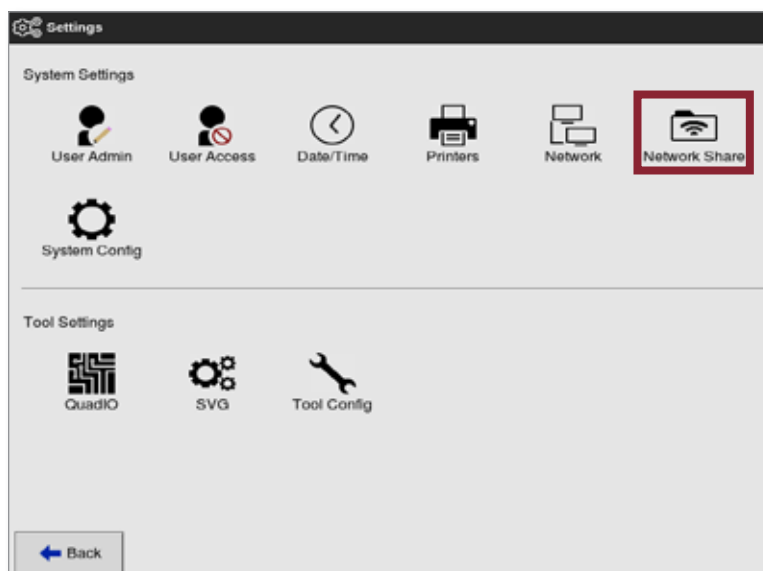 Settings
System Settings
User Admin User Access Date/Time Printers Network Network Share
System Config
Tool Settings
QuadIO SVG Tool Config
Back